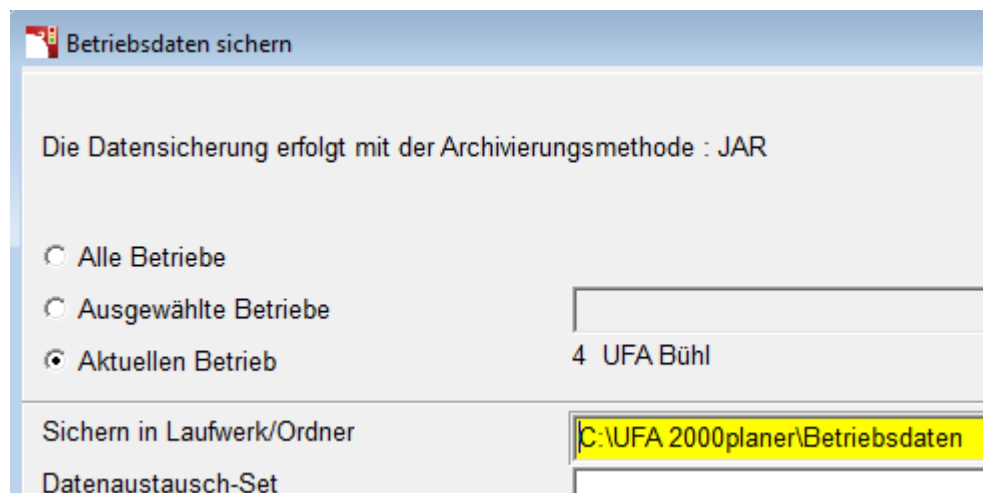 Betriebsdaten sichern
Die Datensicherung erfolgt mit der Archivierungsmethode : JAR
Alle Betriebe
Ausgewählte Betriebe
Aktuellen Betrieb 4 UFA Bühl
Sichern in Laufwerk/Ordner C:\UFA 2000planer\Betriebsdaten
Datenaustausch-Set